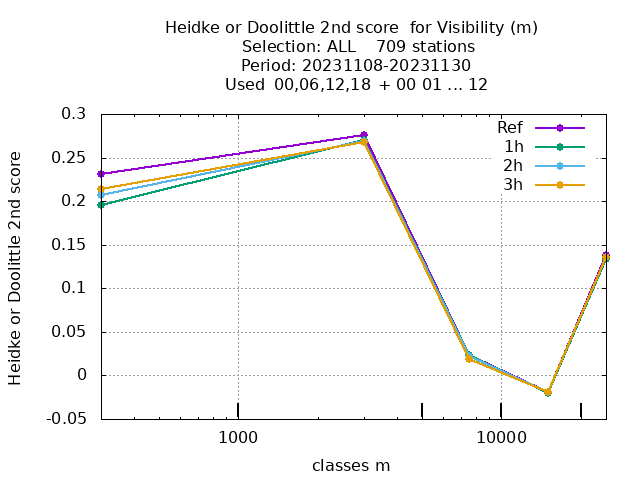 Heidke or Doolittle 2nd score  for Visibility (m)
Selection: ALL    709 stations
Period: 20231108-20231130
Used  00,06,12,18  + 00 01 ... 12
Ref
1h
2h
3h
0.3
0.25
0.2
0.15
0.1
0.05
0
-0.05
Heidke or Doolittle 2nd score
1000
10000
classes m